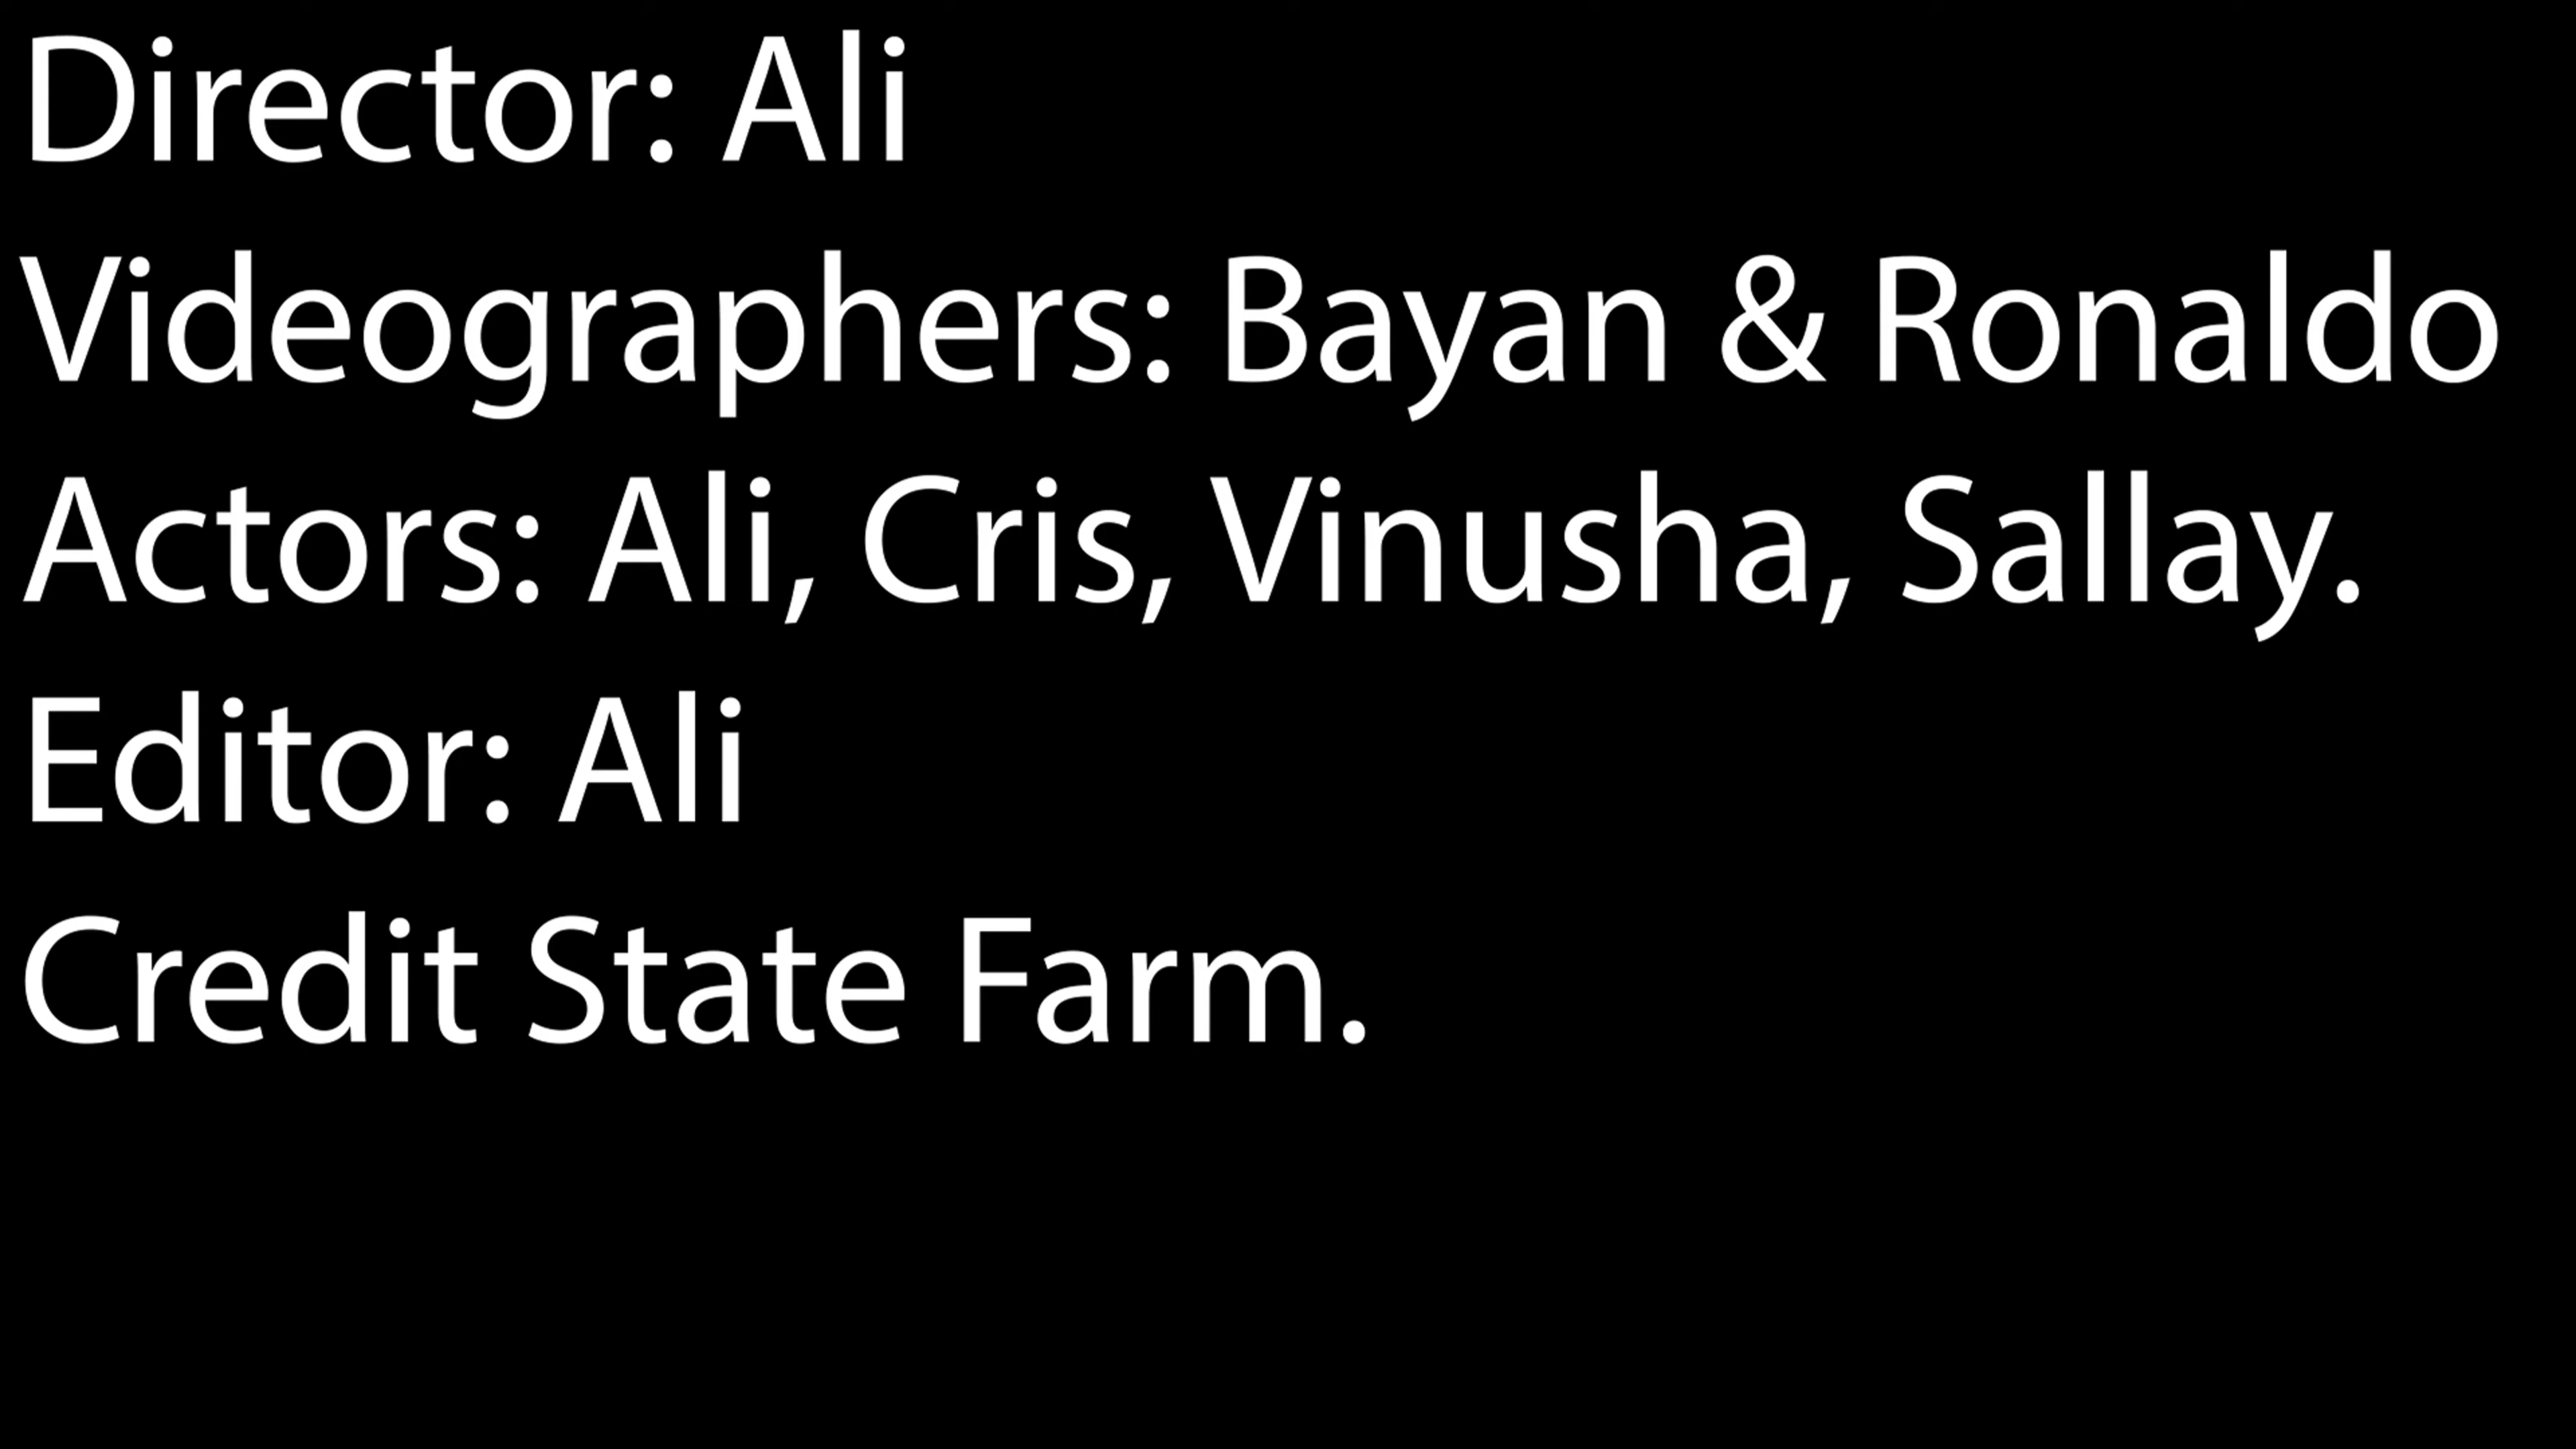 Director: Ali
Videographers: Bayan & Ronaldo
Actors: Ali, Cris, Vinusha, Sallay.
Editor: Ali
Credit State Farm.